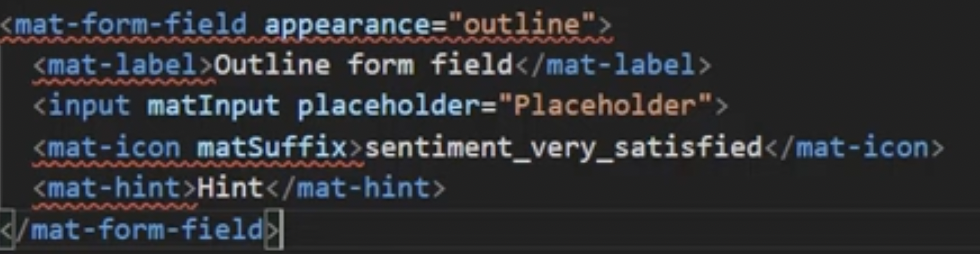 <mat-form-field appearance="outline">
<mat-label>Outline form field</mat-label>
<input matInput placeholder="Placeholder">
<mat-icon matSuffix>sentiment_very_satisfied</mat-icon>
<mat-hint>Hint</mat-hint>
</mat-form-field>